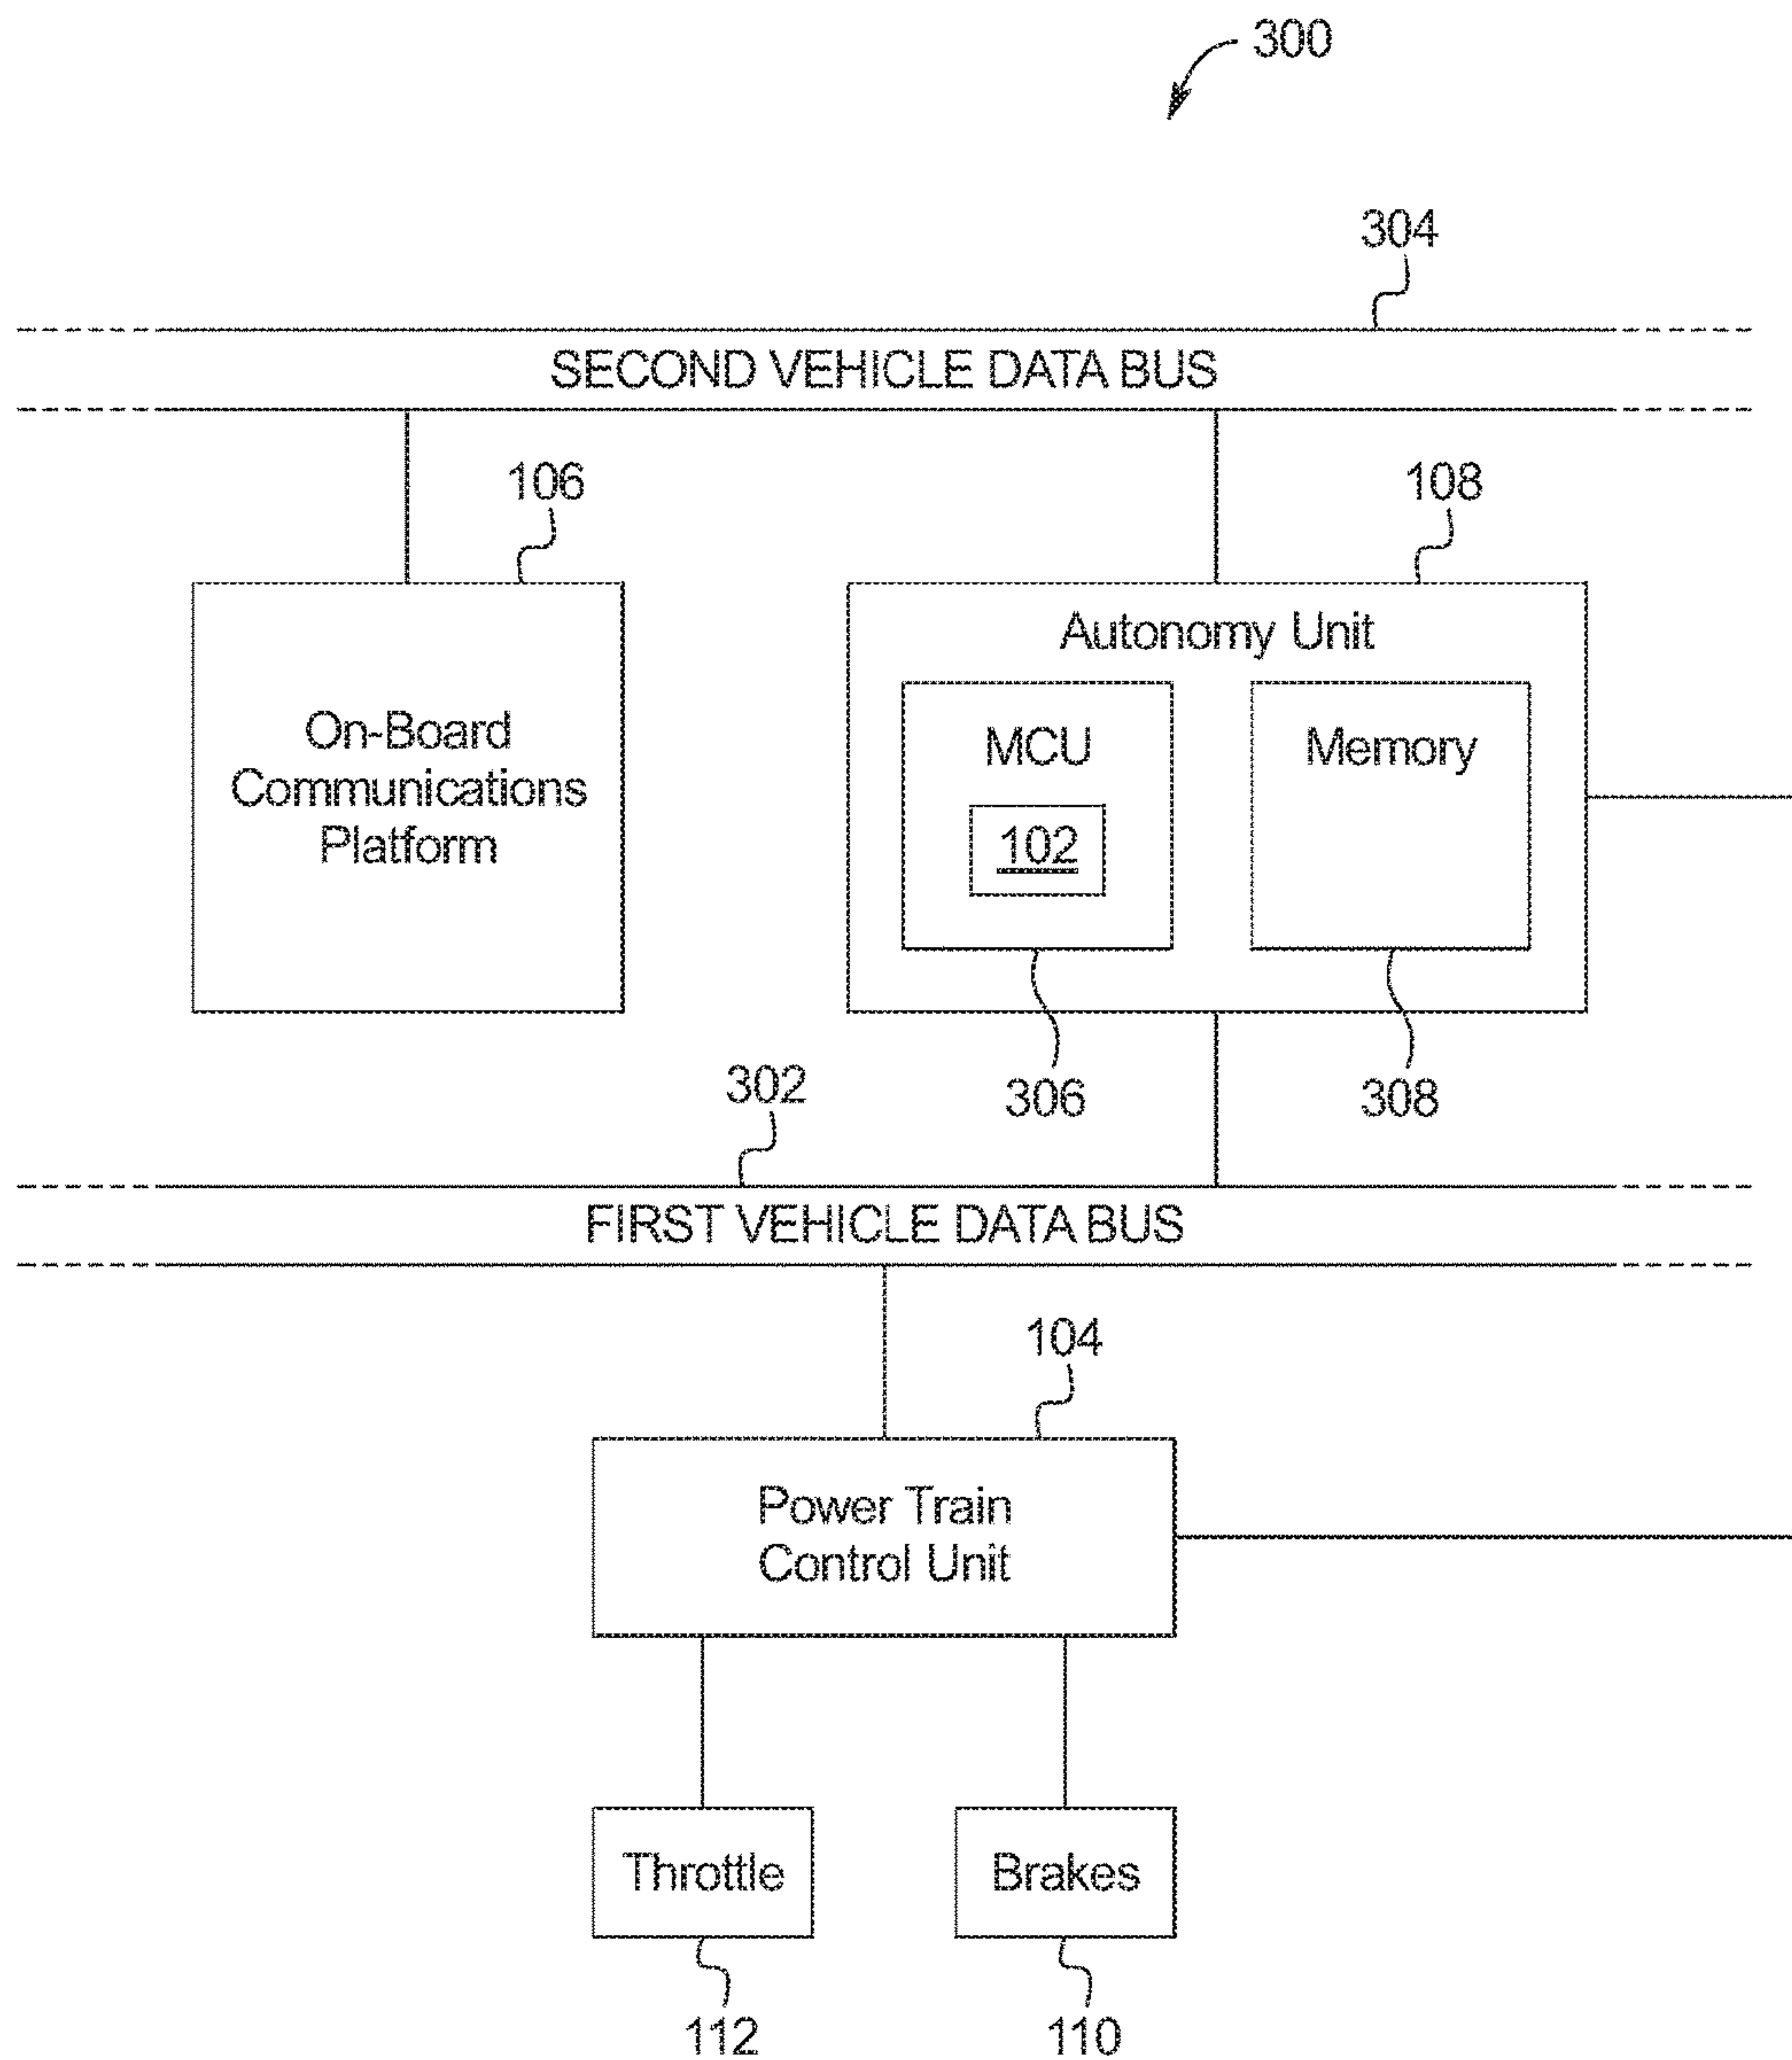 300
304
SECOND VEHICLE DATA BUS
106
108
Autonomy Unit
On-Board
Communications
Platform
MCU
102
Memory
306
308
302
FIRST VEHICLE DATA BUS
104
Power Train
Control Unit
Throttle
Brakes
112
110